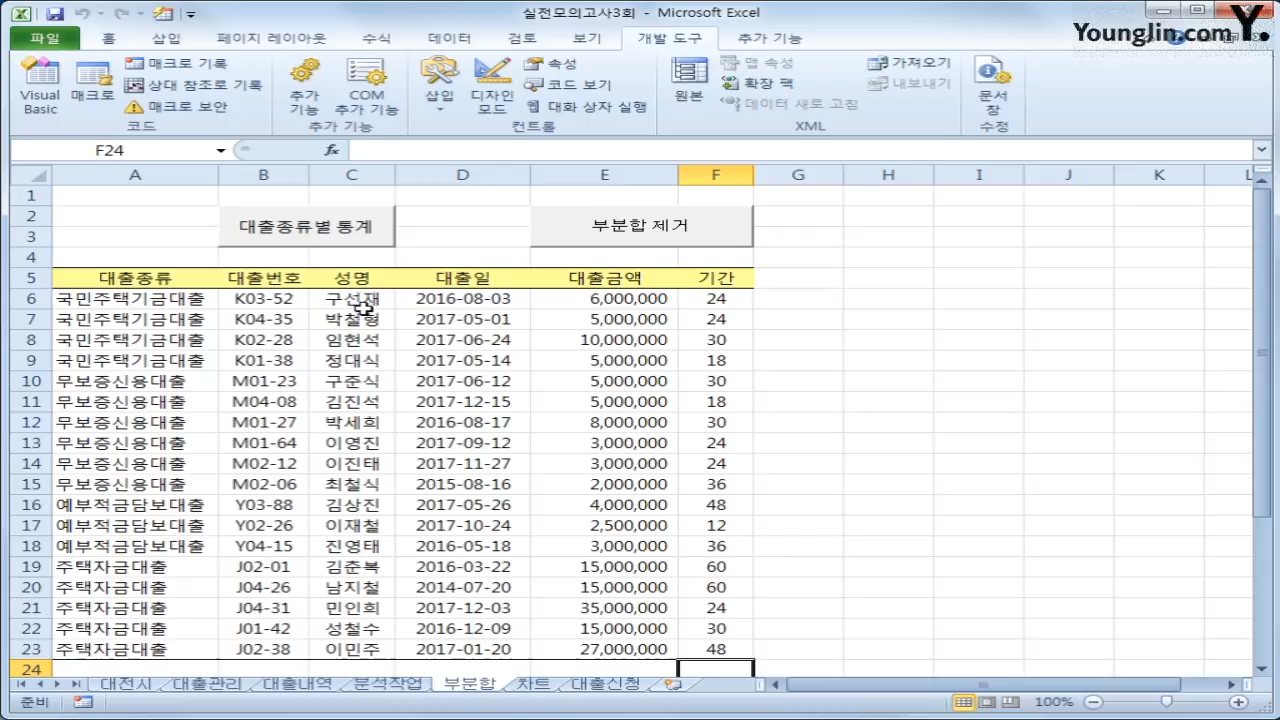 실전모의고사3회 - Microsoft Excel
Younglin.com Y.
파일 홈 삽입 페이지 레이아웃 수식 데이터 검토 보기 개발 도구 추가 기능
Visual Basic 매크로 매크로 기록 상대 참조로 기록 매크로 보안 추가 기능 COM 추가 기능 삽입 디자인 모드 속성 코드 보기 대화 상자 실행 원본 맵 속성 확장 팩 데이터 새로 고침 가져오기 내보내기 문서 창
코드 추가 기능 컨트롤 XML 수정
F24 fx
A B C D E F G H I J K L
1
2 대출종류별 통계 부분합 제거
3
4
5 대출종류 대출번호 성명 대출일 대출금액 기간
6 국민주택기금대출 K03-52 구선재 2016-08-03 6,000,000 24
7 국민주택기금대출 K04-35 박철형 2017-05-01 5,000,000 24
8 국민주택기금대출 K02-28 임현석 2017-06-24 10,000,000 30
9 국민주택기금대출 K01-38 정대식 2017-05-14 5,000,000 18
10 무보증신용대출 M01-23 구준식 2017-06-12 5,000,000 30
11 무보증신용대출 M04-08 김진석 2017-12-15 5,000,000 18
12 무보증신용대출 M01-27 박세희 2016-08-17 8,000,000 30
13 무보증신용대출 M01-64 이영진 2017-09-12 3,000,000 24
14 무보증신용대출 M02-12 이진태 2017-11-27 3,000,000 24
15 무보증신용대출 M02-06 최철식 2015-08-16 2,000,000 36
16 예부적금담보대출 Y03-88 김상진 2017-05-26 4,000,000 48
17 예부적금담보대출 Y02-26 이재철 2017-10-24 2,500,000 12
18 예부적금담보대출 Y04-15 진영태 2016-05-18 3,000,000 36
19 주택자금대출 J02-01 김준복 2016-03-22 15,000,000 60
20 주택자금대출 J04-26 남지철 2014-07-20 15,000,000 60
21 주택자금대출 J04-31 민인희 2017-12-03 35,000,000 24
22 주택자금대출 J01-42 성철수 2016-12-09 15,000,000 30
23 주택자금대출 J02-38 이민주 2017-01-20 27,000,000 48
24
대전시 대출관리 대출내역 분석작업 부분합 차트 대출신청
준비 100%